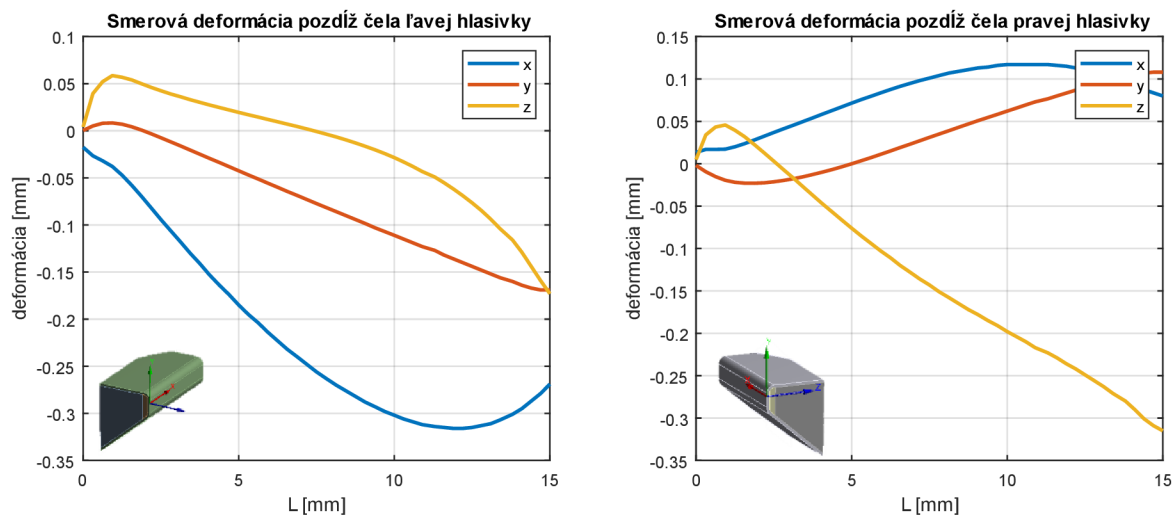 Smerová deformácia pozdĺž čela ľavej hlasivky
0.1
0.05
0
-0.05
-0.1
-0.15
-0.2
-0.25
-0.3
-0.35
deformácia [mm]
x
y
z
0
5
10
15
L [mm]
Smerová deformácia pozdĺž čela pravej hlasivky
0.15
0.1
0.05
0
-0.05
-0.1
-0.15
-0.2
-0.25
-0.3
-0.35
deformácia [mm]
x
y
z
Y
Z
0
5
10
15
L [mm]